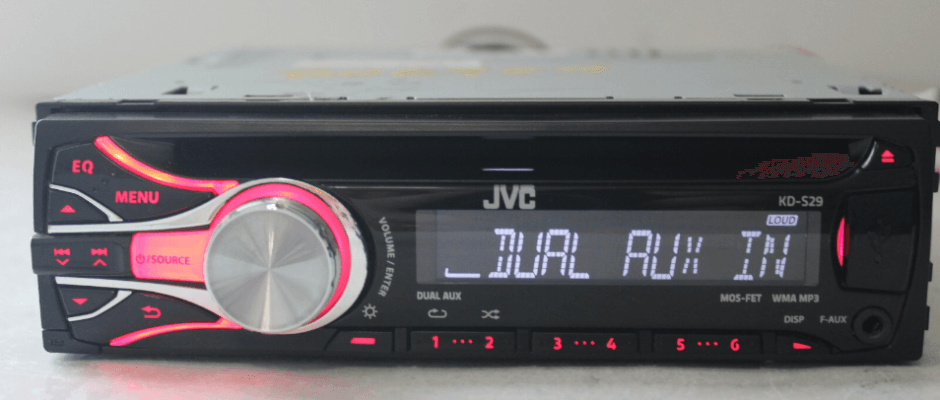 EQ
MENU
JVC
KD-S29
LOUD
_DUAL AUX IN
/SOURCE
VOLUME / ENTER
DUAL AUX
MOS-FET WMA MP3
DISP F-AUX
1 ••• 2
3 ••• 4
5 ••• 6